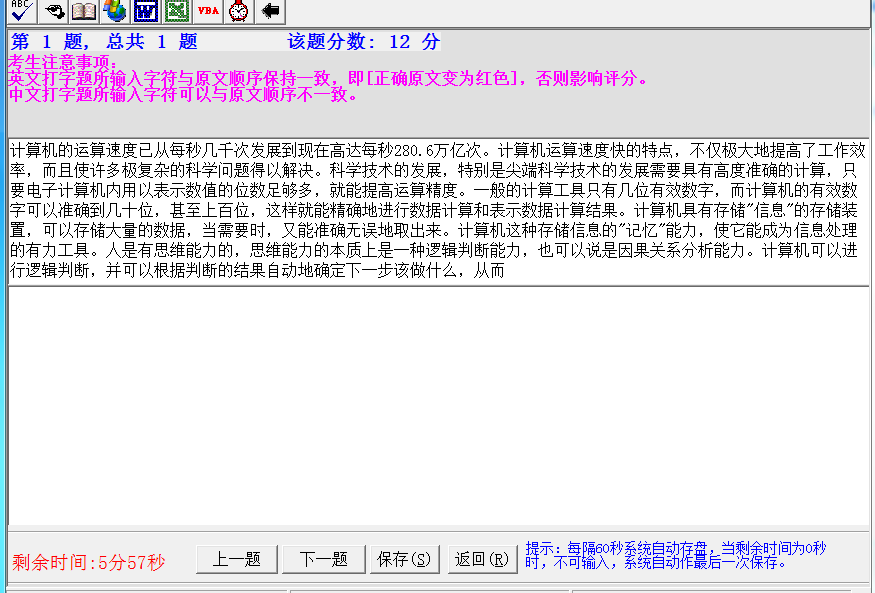 ABC W VBA
第 1 题, 总共 1 题 该题分数: 12 分
考生注意事项:
英文打字题所输入字符与原文顺序保持一致，即[正确原文变为红色]，否则影响评分。
中文打字题所输入字符可以与原文顺序不一致。
计算机的运算速度已从每秒几千次发展到现在高达每秒280.6万亿次。计算机运算速度快的特点，不仅极大地提高了工作效
率，而且使许多极复杂的科学问题得以解决。科学技术的发展，特别是尖端科学技术的发展需要具有高度准确的计算，只
要电子计算机内用以表示数值的位数足够多，就能提高运算精度。一般的计算工具只有几位有效数字，而计算机的有效数
字可以准确到几十位，甚至上百位，这样就能精确地进行数据计算和表示数据计算结果。计算机具有存储"信息"的存储装
置，可以存储大量的数据，当需要时，又能准确无误地取出来。计算机这种存储信息的"记忆"能力，使它能成为信息处理
的有力工具。人是有思维能力的，思维能力的本质上是一种逻辑判断能力，也可以说是因果关系分析能力。计算机可以进
行逻辑判断，并可以根据判断的结果自动地确定下一步该做什么，从而
剩余时间:5分57秒 上一题 下一题 保存(S) 返回(R) 提示：每隔60秒系统自动存盘，当剩余时间为0秒
时，不可输入，系统自动作最后一次保存。